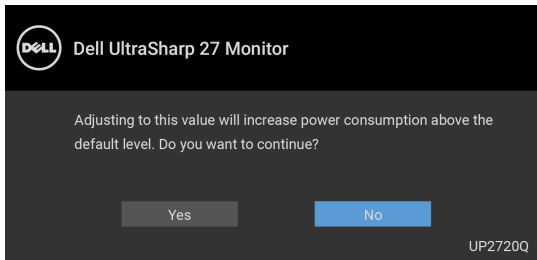 DELL
Dell UltraSharp 27 Monitor
Adjusting to this value will increase power consumption above the
default level. Do you want to continue?
Yes
No
UP2720Q